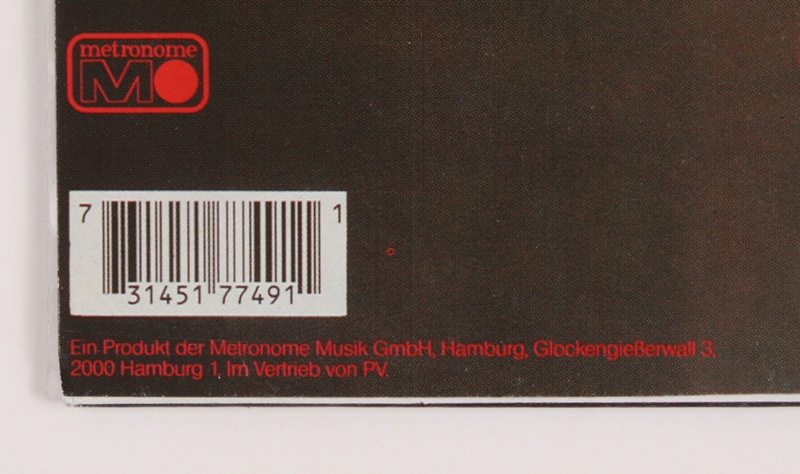 metronome
M
7 31451 77491 1
Ein Produkt der Metronome Musik GmbH, Hamburg, Glockengießerwall 3,
2000 Hamburg 1, Im Vertrieb von PV.